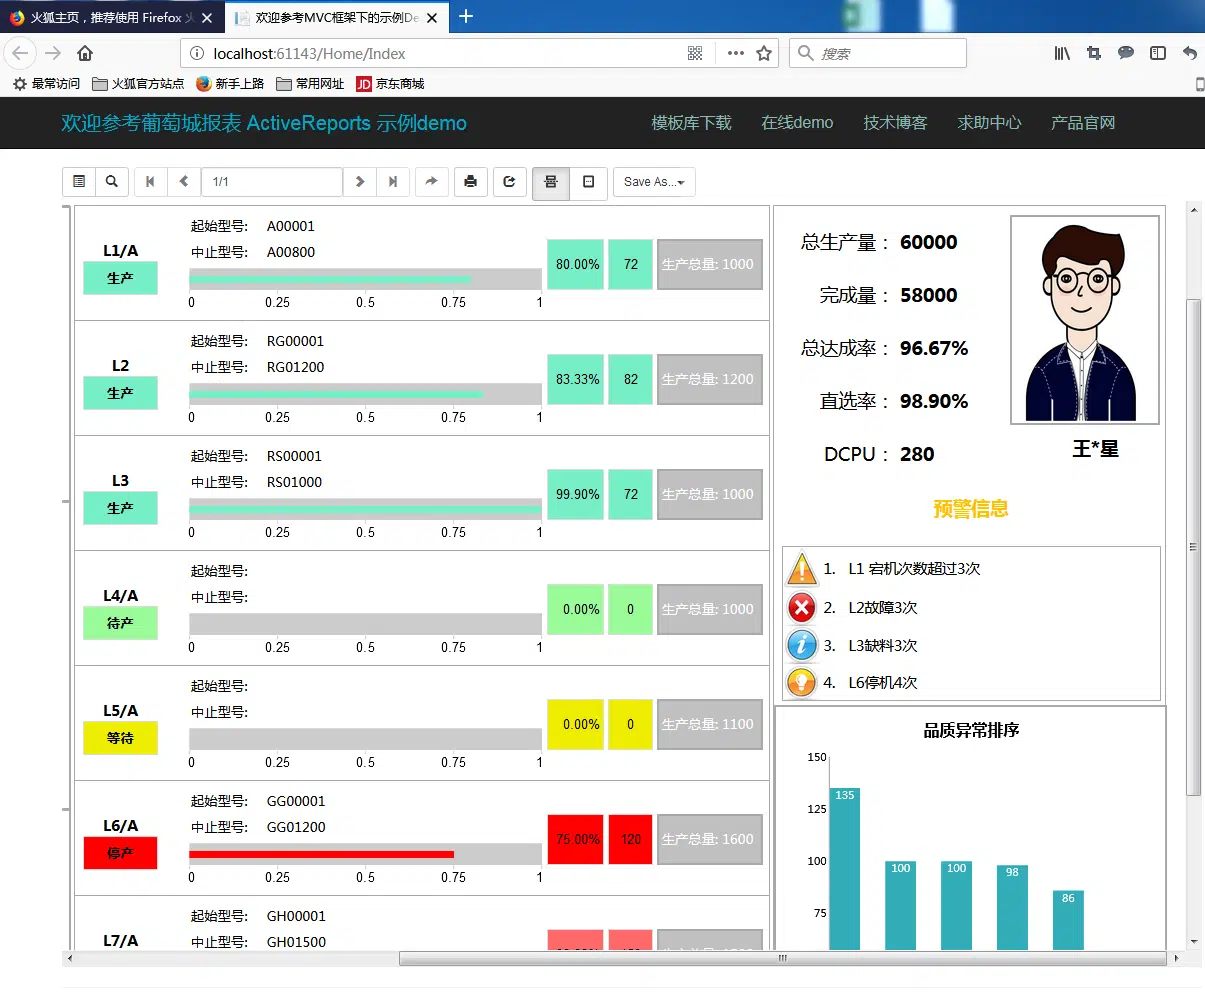 火狐主页，推荐使用 Firefox
欢迎参考MVC框架下的示例De
localhost:61143/Home/Index
搜索
最常访问 火狐官方站点 新手上路 常用网址 JD 京东商城
欢迎参考葡萄城报表 ActiveReports 示例demo
模板库下载 在线demo 技术博客 求助中心 产品官网
1/1 Save As...
L1/A
生产
起始型号: A00001
中止型号: A00800
0 0.25 0.5 0.75 1
80.00% 72 生产总量: 1000
L2
生产
起始型号: RG00001
中止型号: RG01200
0 0.25 0.5 0.75 1
83.33% 82 生产总量: 1200
L3
生产
起始型号: RS00001
中止型号: RS01000
0 0.25 0.5 0.75 1
99.90% 72 生产总量: 1000
L4/A
待产
起始型号:
中止型号:
0 0.25 0.5 0.75 1
0.00% 0 生产总量: 1000
L5/A
等待
起始型号:
中止型号:
0 0.25 0.5 0.75 1
0.00% 0 生产总量: 1100
L6/A
停产
起始型号: GG00001
中止型号: GG01200
0 0.25 0.5 0.75 1
75.00% 120 生产总量: 1600
L7/A
起始型号: GH00001
中止型号: GH01500
总生产量： 60000
完成量： 58000
总达成率： 96.67%
直选率： 98.90%
DCPU： 280
王*星
预警信息
1. L1 宕机次数超过3次
2. L2故障3次
3. L3缺料3次
4. L6停机4次
品质异常排序
150
125
100
75
135
100
100
98
86